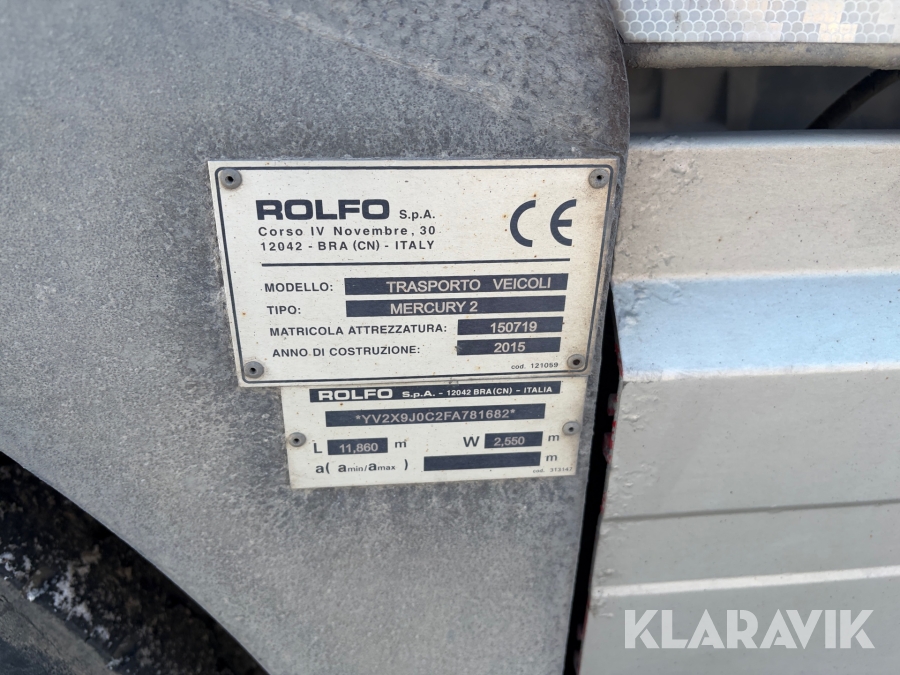 ROLFO S.p.A.
Corso IV Novembre, 30
12042 - BRA (CN) - ITALY
CE
MODELLO: TRASPORTO VEICOLI
TIPO: MERCURY 2
MATRICOLA ATTREZZATURA: 150719
ANNO DI COSTRUZIONE: 2015
cod. 121059
ROLFO S.p.A. - 12042 BRA (CN) - ITALIA
*YV2X9J0C2FA781682*
L 11,860 m W 2,550 m
a( amin/amax ) m
cod. 313147
KLARAVIK